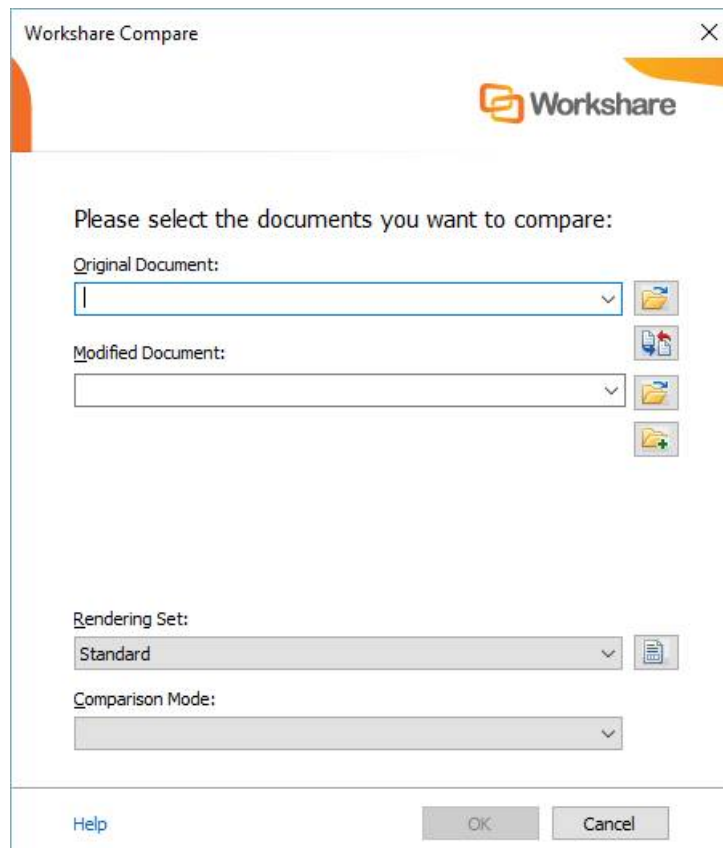 Workshare Compare
Workshare
Please select the documents you want to compare:
Original Document:
Modified Document:
Rendering Set:
Standard
Comparison Mode:
Help OK Cancel